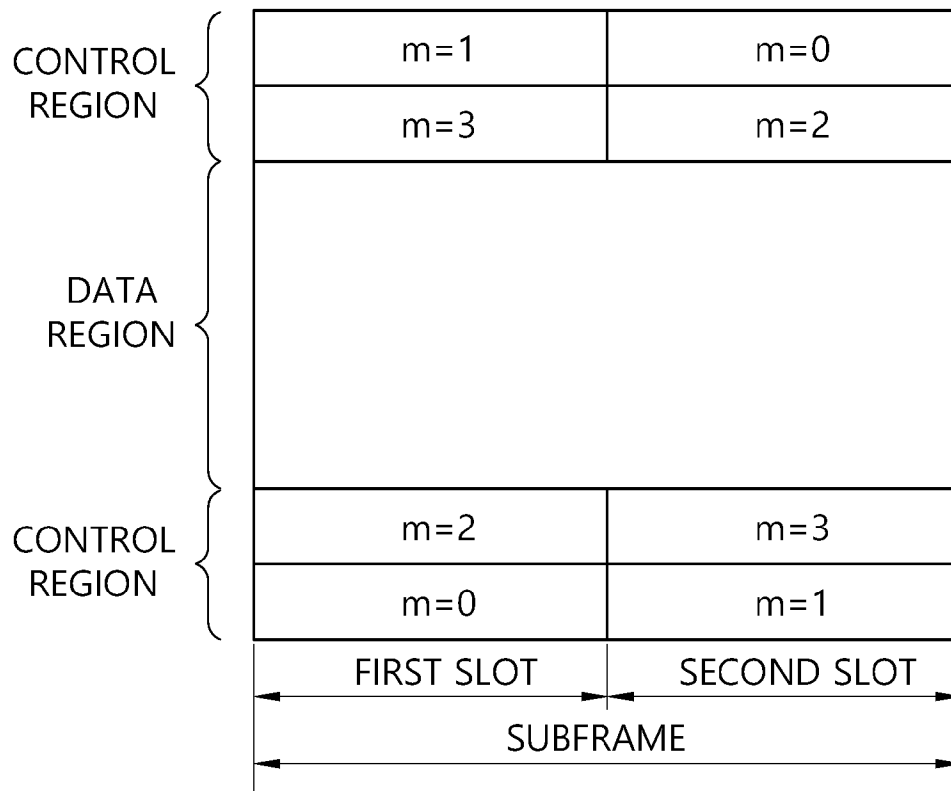 CONTROL
REGION
m=1
m=0
m=3
m=2
DATA
REGION
CONTROL
REGION
m=2
m=3
m=0
m=1
FIRST SLOT
SECOND SLOT
SUBFRAME